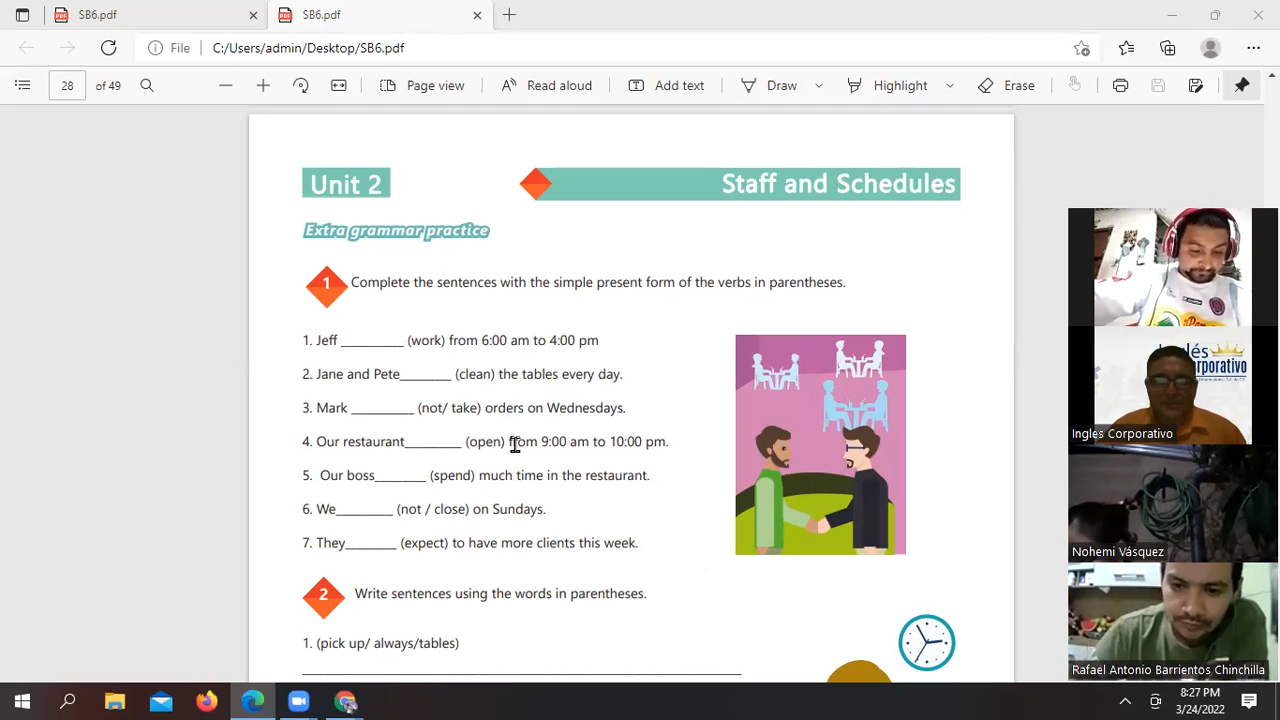 SB6.pdf
SB6.pdf
File
C:/Users/admin/Desktop/SB6.pdf
28
of 49
Page view
Read aloud
Add text
Draw
Highlight
Erase
Unit 2
Staff and Schedules
Extra grammar practice
1 Complete the sentences with the simple present form of the verbs in parentheses.
1. Jeff _________ (work) from 6:00 am to 4:00 pm
2. Jane and Pete_______ (clean) the tables every day.
3. Mark _________ (not/ take) orders on Wednesdays.
4. Our restaurant________ (open) from 9:00 am to 10:00 pm.
5. Our boss_______ (spend) much time in the restaurant.
6. We________ (not / close) on Sundays.
7. They_______ (expect) to have more clients this week.
2 Write sentences using the words in parentheses.
1. (pick up/ always/tables)
Inglés
Corporativo
Ingles Corporativo
Nohemi Vásquez
Rafael Antonio Barrientos Chinchilla
8:27 PM
3/24/2022